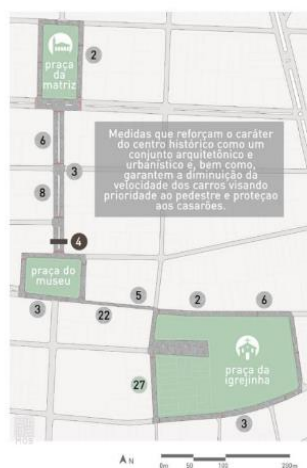 2
praça
da
matriz
6
3
Medidas que reforçam o caráter
do centro histórico como um
conjunto arquitetônico e
urbanístico e, bem como,
garantem a diminuição da
velocidade dos carros visando
prioridade ao pedestre e proteçao
aos casarões.
8
4
praça do
museu
5
2
6
3
22
praça da
igrejinha
27
3
N
0m
50
100
200m